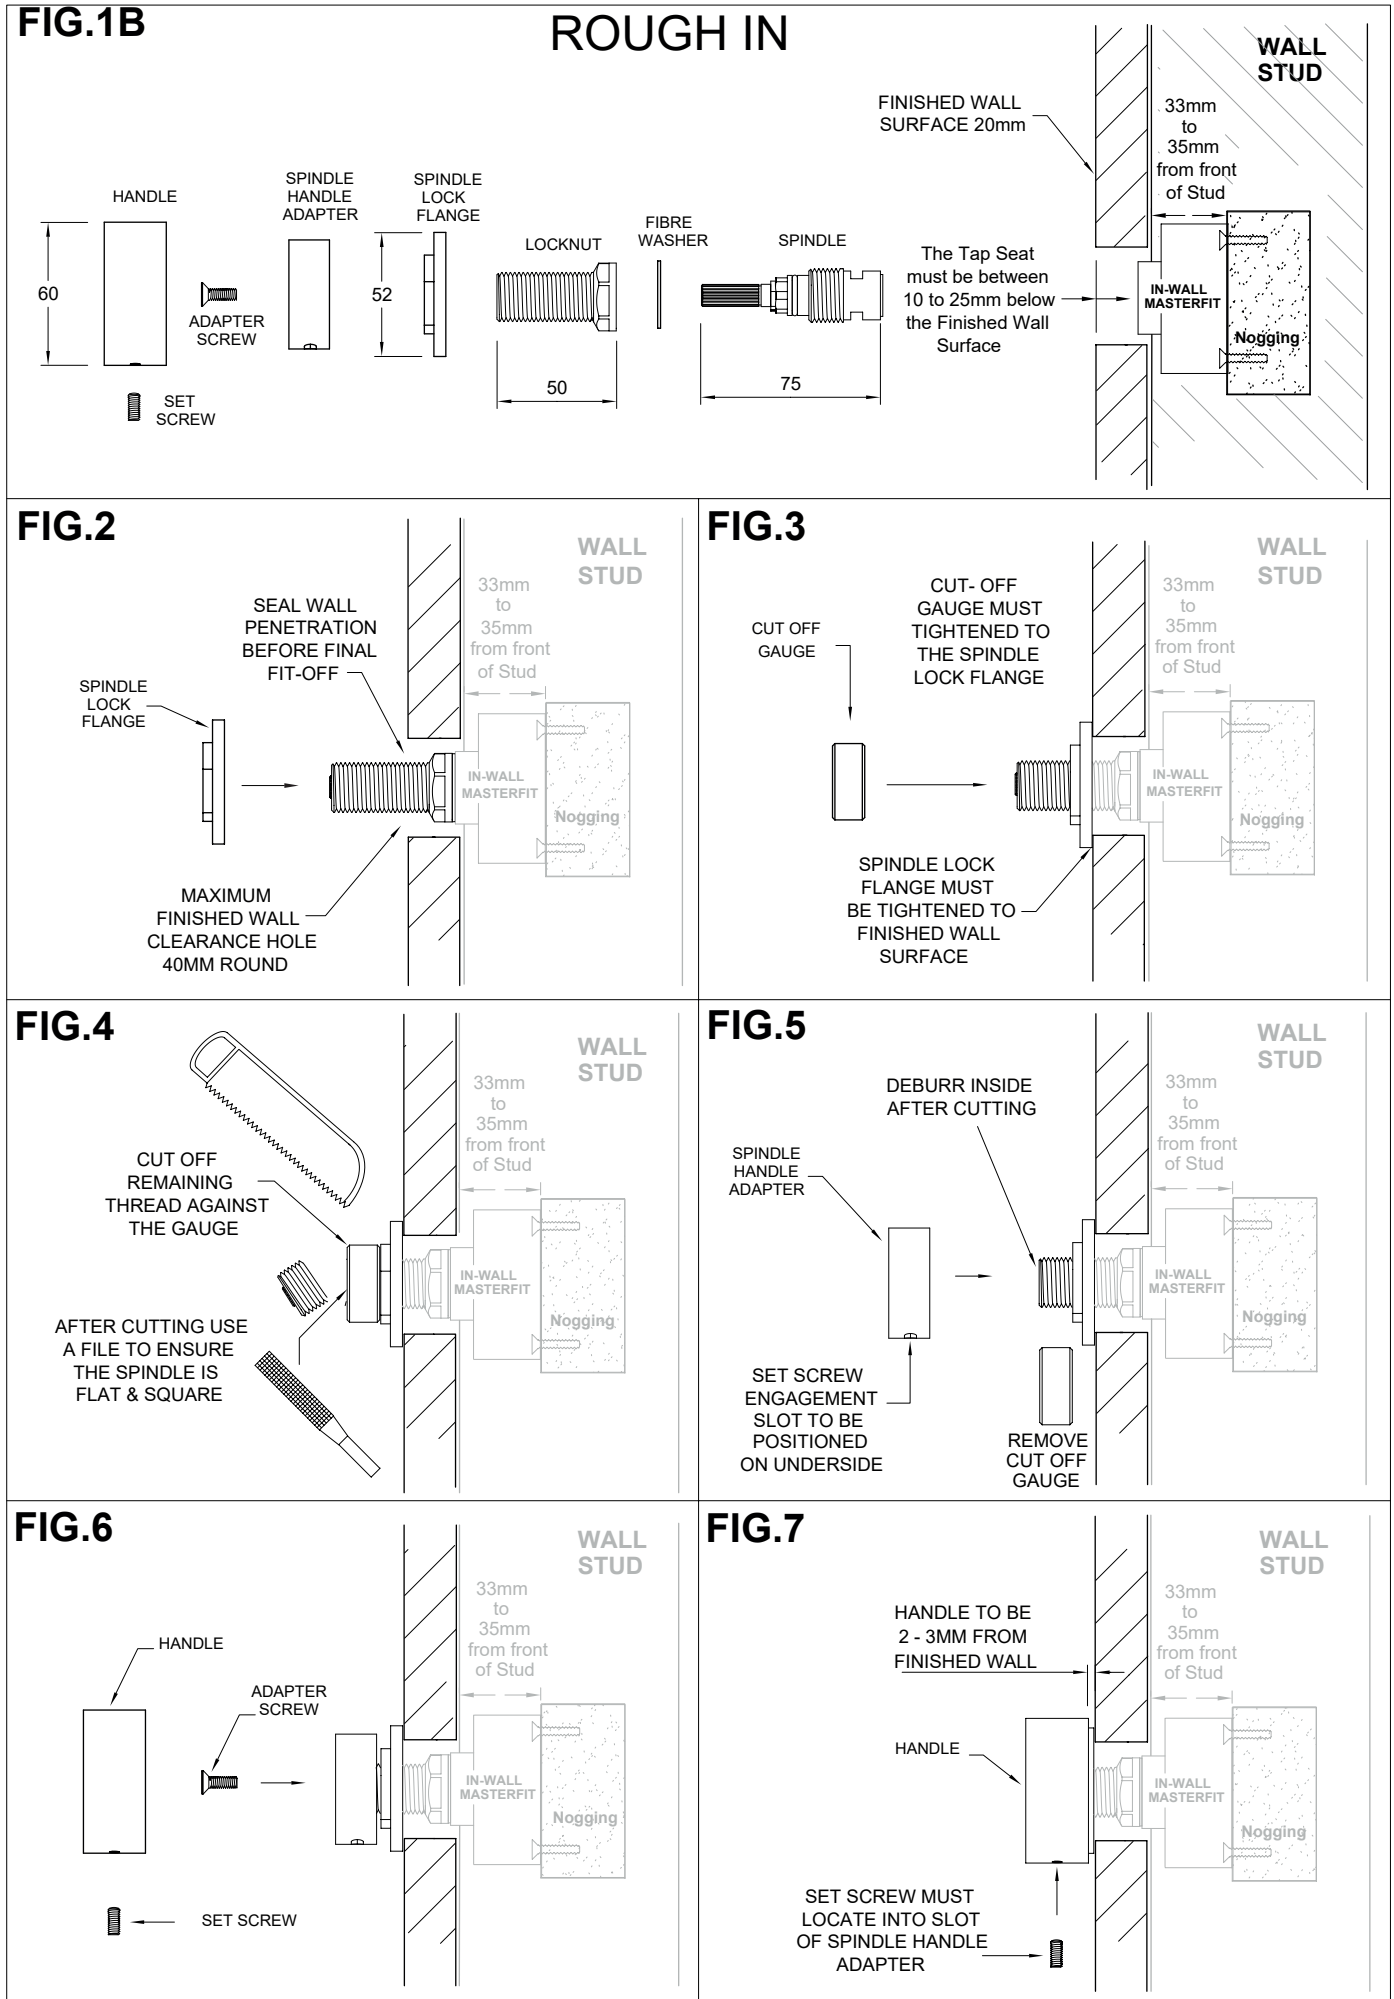 FIG.1B
ROUGH IN
WALL
STUD
FINISHED WALL
SURFACE 20mm
33mm
to
35mm
from front
of Stud
HANDLE
SPINDLE
HANDLE
ADAPTER
SPINDLE
LOCK
FLANGE
LOCKNUT
FIBRE
WASHER
SPINDLE
60
ADAPTER
SCREW
52
The Tap Seat
must be between
10 to 25mm below
the Finished Wall
Surface
IN-WALL
MASTERFIT
Nogging
50
75
SET
SCREW
FIG.2
WALL
STUD
33mm
to
35mm
from front
of Stud
SEAL WALL
PENETRATION
BEFORE FINAL
FIT-OFF
SPINDLE
LOCK
FLANGE
IN-WALL
MASTERFIT
Nogging
MAXIMUM
FINISHED WALL
CLEARANCE HOLE
40MM ROUND
FIG.3
WALL
STUD
33mm
to
35mm
from front
of Stud
CUT- OFF
GAUGE MUST
TIGHTENED TO
THE SPINDLE
LOCK FLANGE
CUT OFF
GAUGE
IN-WALL
MASTERFIT
Nogging
SPINDLE LOCK
FLANGE MUST
BE TIGHTENED TO
FINISHED WALL
SURFACE
FIG.4
WALL
STUD
33mm
to
35mm
from front
of Stud
CUT OFF
REMAINING
THREAD AGAINST
THE GAUGE
IN-WALL
MASTERFIT
Nogging
AFTER CUTTING USE
A FILE TO ENSURE
THE SPINDLE IS
FLAT & SQUARE
FIG.5
WALL
STUD
33mm
to
35mm
from front
of Stud
DEBURR INSIDE
AFTER CUTTING
SPINDLE
HANDLE
ADAPTER
IN-WALL
MASTERFIT
Nogging
SET SCREW
ENGAGEMENT
SLOT TO BE
POSITIONED
ON UNDERSIDE
REMOVE
CUT OFF
GAUGE
FIG.6
WALL
STUD
33mm
to
35mm
from front
of Stud
HANDLE
ADAPTER
SCREW
IN-WALL
MASTERFIT
Nogging
SET SCREW
FIG.7
WALL
STUD
33mm
to
35mm
from front
of Stud
HANDLE TO BE
2 - 3MM FROM
FINISHED WALL
HANDLE
IN-WALL
MASTERFIT
Nogging
SET SCREW MUST
LOCATE INTO SLOT
OF SPINDLE HANDLE
ADAPTER